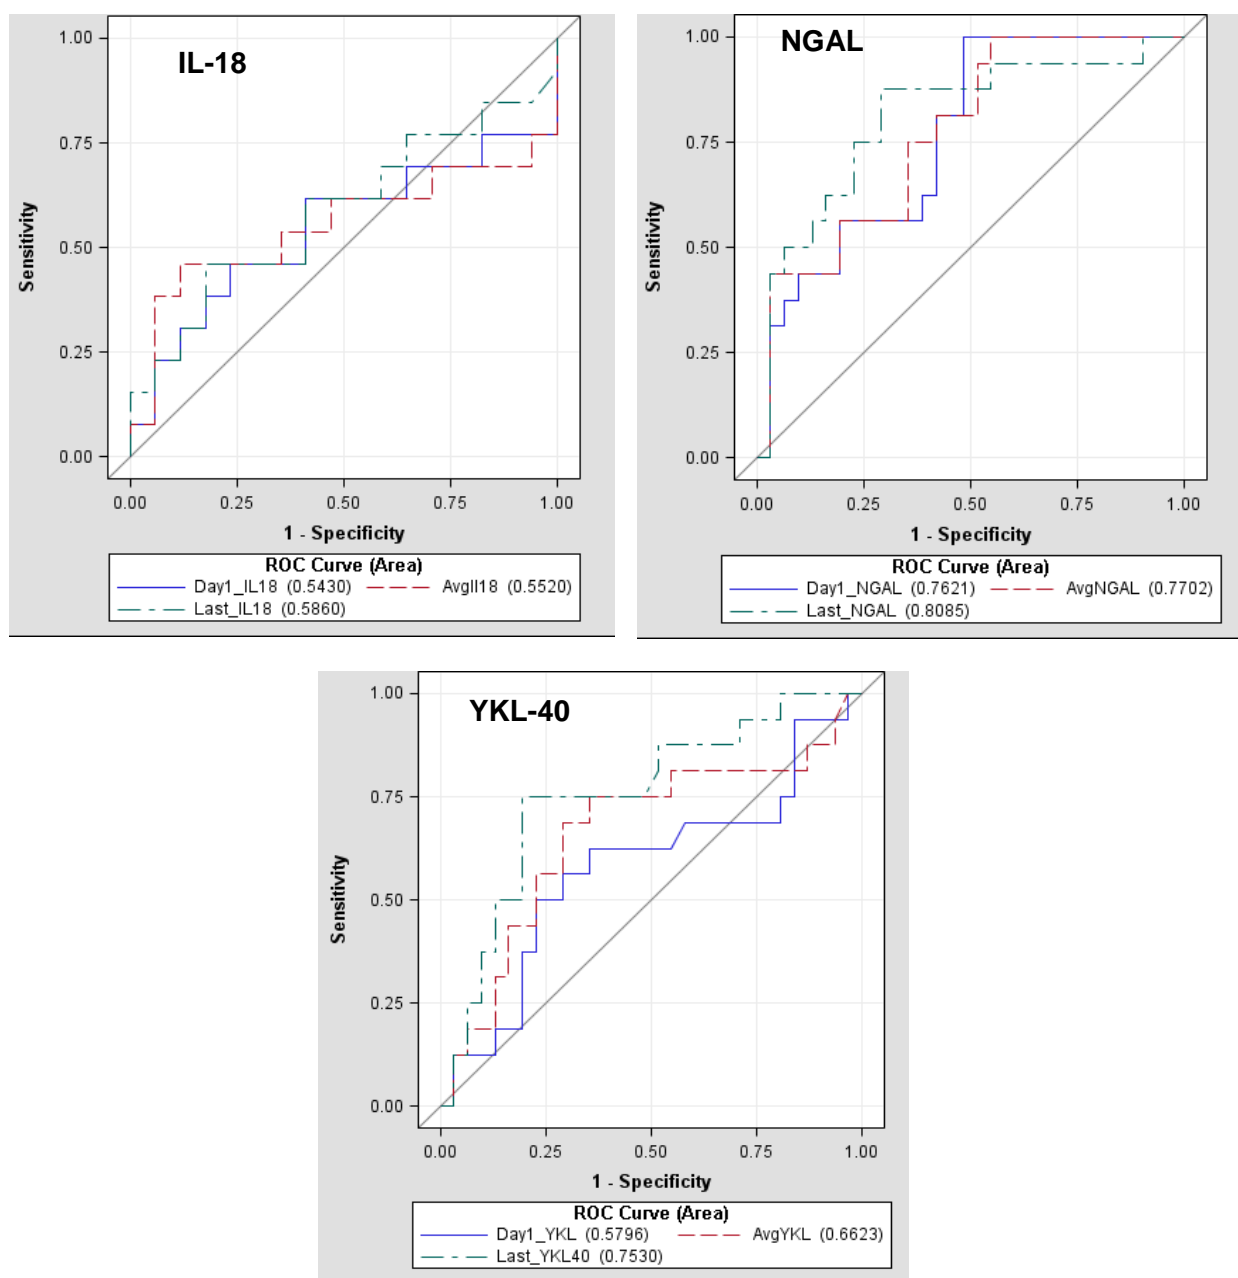 IL-18
1.00
0.75
0.50
0.25
0.00
Sensitivity
0.00 0.25 0.50 0.75 1.00
1 - Specificity
ROC Curve (Area)
Day1_IL18 (0.5430) AvgIl18 (0.5520)
Last_IL18 (0.5860)
NGAL
1.00
0.75
0.50
0.25
0.00
Sensitivity
0.00 0.25 0.50 0.75 1.00
1 - Specificity
ROC Curve (Area)
Day1_NGAL (0.7621) AvgNGAL (0.7702)
Last_NGAL (0.8085)
YKL-40
1.00
0.75
0.50
0.25
0.00
Sensitivity
0.00 0.25 0.50 0.75 1.00
1 - Specificity
ROC Curve (Area)
Day1_YKL (0.5796) AvgYKL (0.6623)
Last_YKL40 (0.7530)